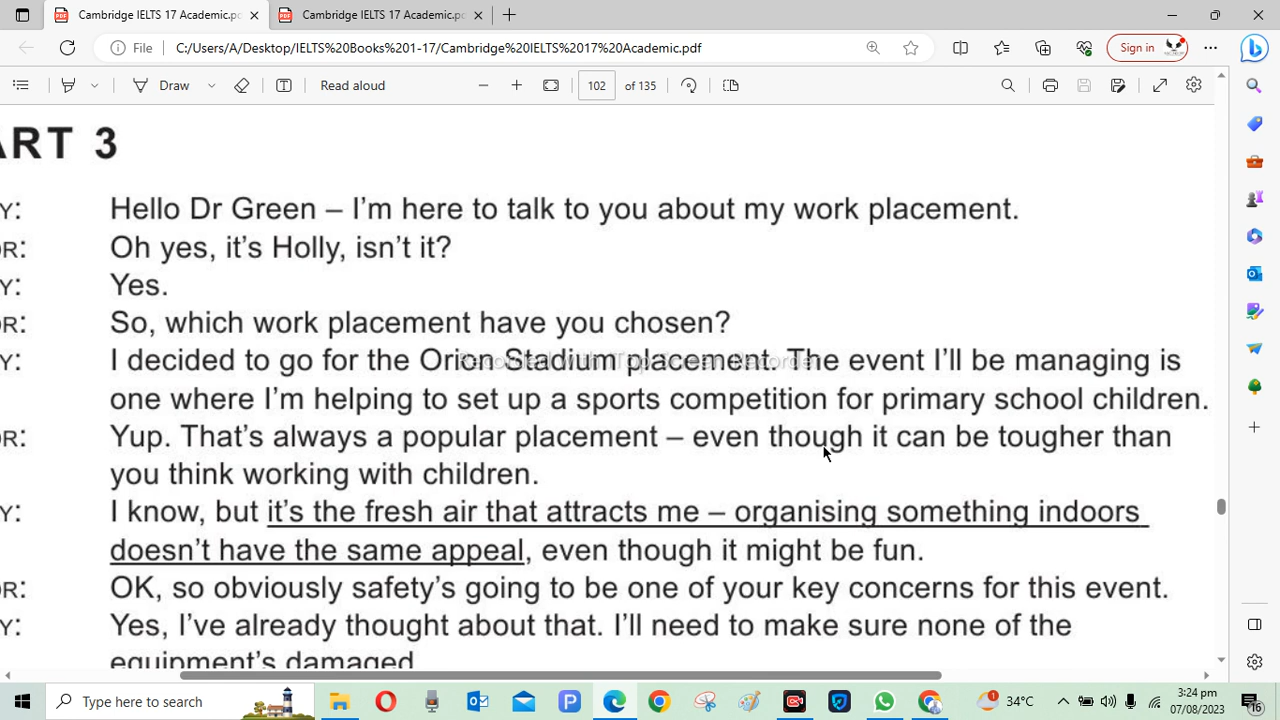 Cambridge IELTS 17 Academic.pd
Cambridge IELTS 17 Academic.pd
File
C:/Users/A/Desktop/IELTS%20Books%201-17/Cambridge%20IELTS%2017%20Academic.pdf
Sign in
Draw
Read aloud
102 of 135
ART 3
Y: Hello Dr Green – I'm here to talk to you about my work placement.
OR: Oh yes, it's Holly, isn't it?
Y: Yes.
OR: So, which work placement have you chosen?
Y: I decided to go for the Orion Stadium placement. The event I'll be managing is
Recorded with iTop Screen Recorder
one where I'm helping to set up a sports competition for primary school children.
OR: Yup. That's always a popular placement – even though it can be tougher than
you think working with children.
Y: I know, but it's the fresh air that attracts me – organising something indoors
doesn't have the same appeal, even though it might be fun.
OR: OK, so obviously safety's going to be one of your key concerns for this event.
Y: Yes, I've already thought about that. I'll need to make sure none of the
equipment's damaged
Type here to search
1
34°C
3:24 pm
07/08/2023
16